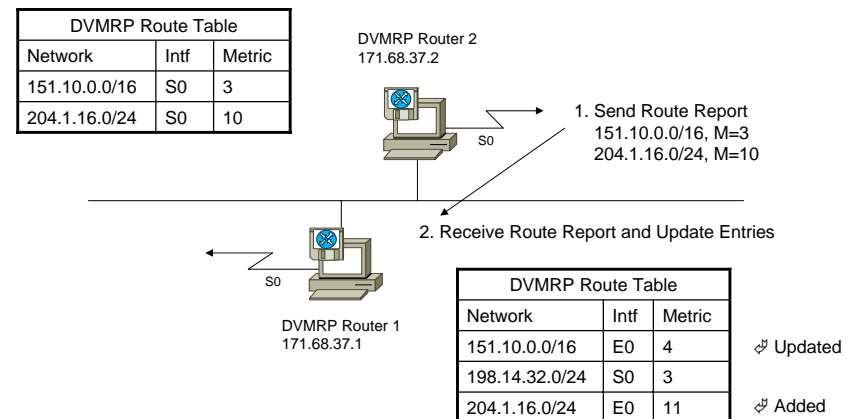 DVMRP Route Table
Network Intf Metric
151.10.0.0/16 S0 3
204.1.16.0/24 S0 10
DVMRP Router 2
171.68.37.2
S0
1. Send Route Report
151.10.0.0/16, M=3
204.1.16.0/24, M=10
2. Receive Route Report and Update Entries
S0
DVMRP Router 1
171.68.37.1
DVMRP Route Table
Network Intf Metric
151.10.0.0/16 E0 4 Updated
198.14.32.0/24 S0 3
204.1.16.0/24 E0 11 Added